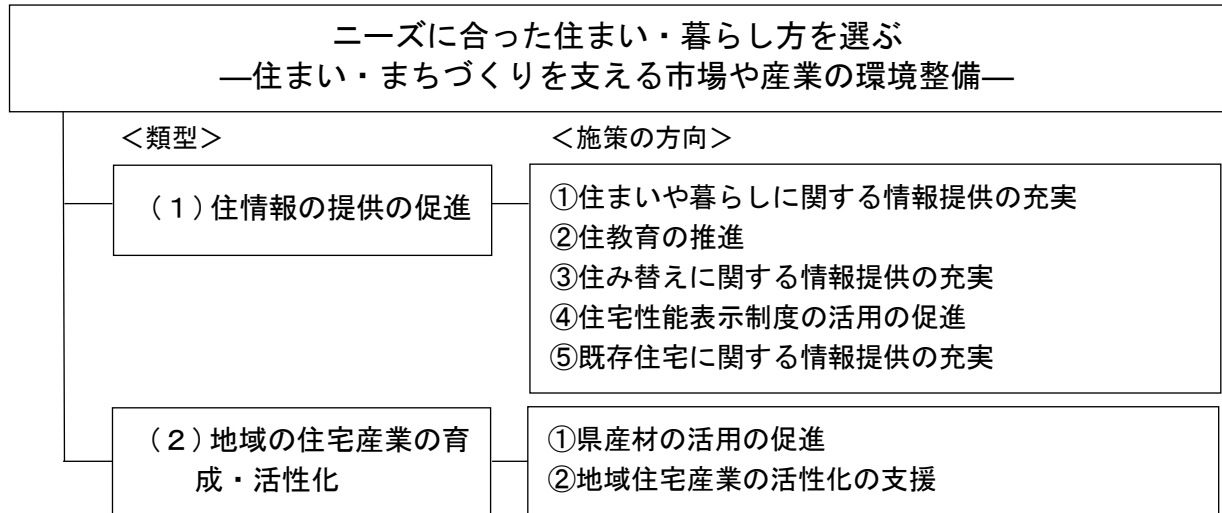 ニーズに合った住まい・暮らし方を選ぶ
―住まい・まちづくりを支える市場や産業の環境整備―
＜類型＞
＜施策の方向＞
（１）住情報の提供の促進
①住まいや暮らしに関する情報提供の充実
②住教育の推進
③住み替えに関する情報提供の充実
④住宅性能表示制度の活用の促進
⑤既存住宅に関する情報提供の充実
（２）地域の住宅産業の育
成・活性化
①県産材の活用の促進
②地域住宅産業の活性化の支援